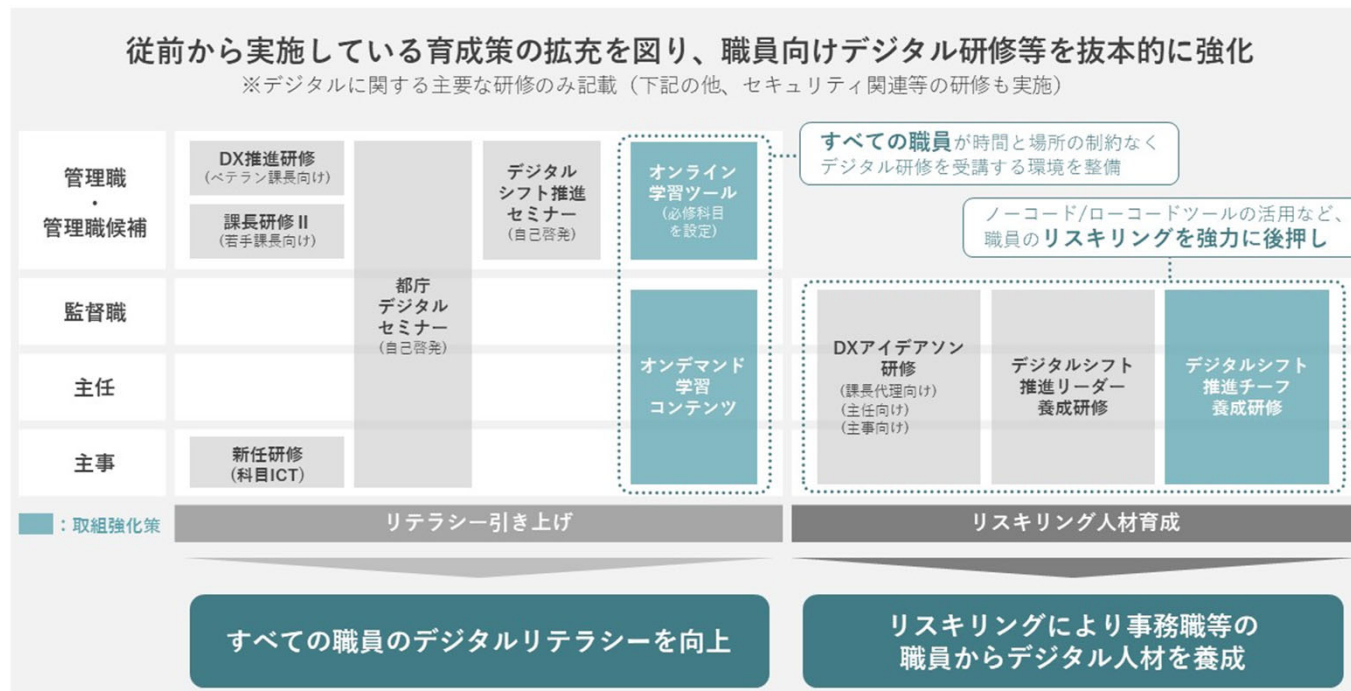 従前から実施している育成策の拡充を図り、職員向けデジタル研修等を抜本的に強化
※デジタルに関する主要な研修のみ記載（下記の他、セキュリティ関連等の研修も実施）
すべての職員が時間と場所の制約なく
デジタル研修を受講する環境を整備
ノーコード/ローコードツールの活用など、
職員のリスキリングを強力に後押し
管理職
・
管理職候補
DX推進研修
(ベテラン課長向け)
課長研修Ⅱ
(若手課長向け)
デジタル
シフト推進
セミナー
(自己啓発)
オンライン
学習ツール
(必修科目
を設定)
監督職
都庁
デジタル
セミナー
(自己啓発)
主任
オンデマンド
学習
コンテンツ
DXアイデアソン
研修
(課長代理向け)
(主任向け)
(主事向け)
デジタルシフト
推進リーダー
養成研修
デジタルシフト
推進チーフ
養成研修
主事
新任研修
(科目ICT)
：取組強化策
リテラシー引き上げ
リスキリング人材育成
すべての職員のデジタルリテラシーを向上
リスキリングにより事務職等の
職員からデジタル人材を養成